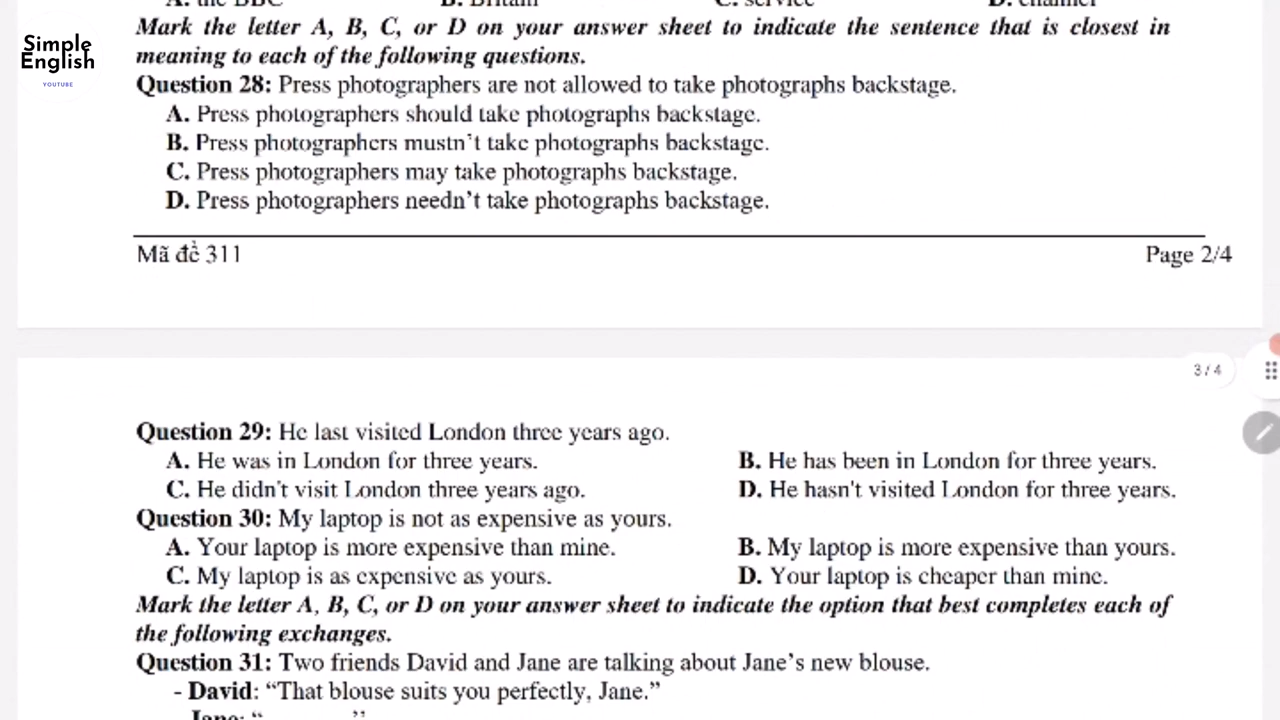 A. the BBC B. Britain C. service D. channel
Simple
English
YOUTUBE
Mark the letter A, B, C, or D on your answer sheet to indicate the sentence that is closest in
meaning to each of the following questions.
Question 28: Press photographers are not allowed to take photographs backstage.
A. Press photographers should take photographs backstage.
B. Press photographers mustn't take photographs backstage.
C. Press photographers may take photographs backstage.
D. Press photographers needn't take photographs backstage.
Mã đề 311 Page 2/4
3 / 4
Question 29: He last visited London three years ago.
A. He was in London for three years. B. He has been in London for three years.
C. He didn't visit London three years ago. D. He hasn't visited London for three years.
Question 30: My laptop is not as expensive as yours.
A. Your laptop is more expensive than mine. B. My laptop is more expensive than yours.
C. My laptop is as expensive as yours. D. Your laptop is cheaper than mine.
Mark the letter A, B, C, or D on your answer sheet to indicate the option that best completes each of
the following exchanges.
Question 31: Two friends David and Jane are talking about Jane's new blouse.
- David: “That blouse suits you perfectly, Jane.”
Jane: “ ”